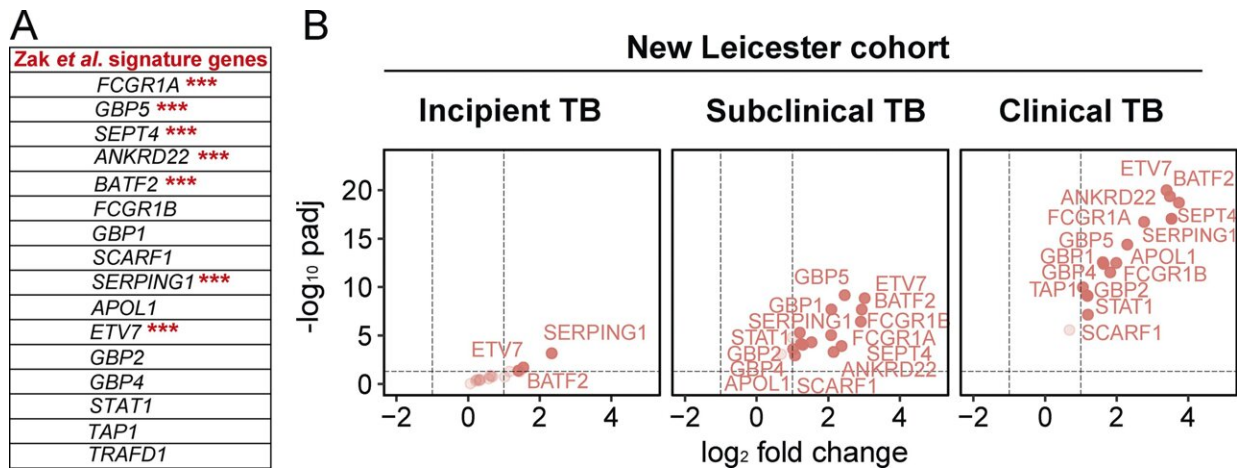 A
Zak et al. signature genes
FCGR1A ***
GBP5 ***
SEPT4 ***
ANKRD22 ***
BATF2 ***
FCGR1B
GBP1
SCARF1
SERPING1 ***
APOL1
ETV7 ***
GBP2
GBP4
STAT1
TAP1
TRAFD1
B
New Leicester cohort
Incipient TB
Subclinical TB
Clinical TB
-log10 padj
20
15
10
5
0
SERPING1
ETV7
BATF2
−2 0 2 4
GBP5
ETV7
GBP1
BATF2
SERPING1
FCGR1B
STAT1
FCGR1A
GBP2
SEPT4
GBP4
ANKRD22
APOL1
SCARF1
−2 0 2 4
ETV7
BATF2
ANKRD22
FCGR1A
SEPT4
SERPING1
GBP5
GBP1
APOL1
GBP4
FCGR1B
TAP1
GBP2
STAT1
SCARF1
−2 0 2 4
log2 fold change